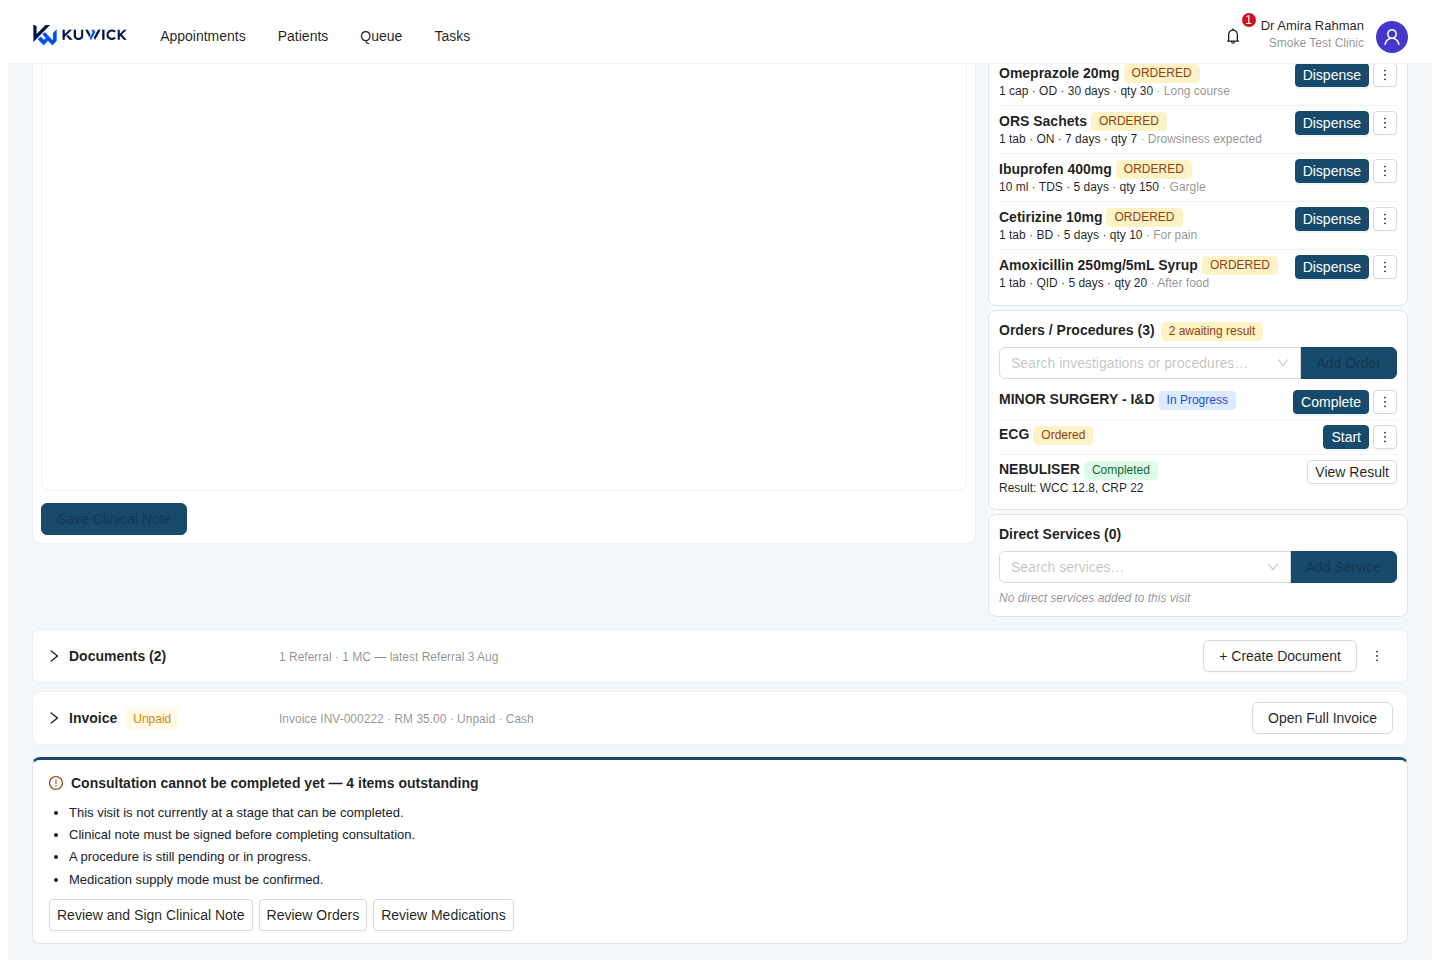 KUVVICK
Appointments
Patients
Queue
Tasks
1
Dr Amira Rahman
Smoke Test Clinic
Omeprazole 20mg ORDERED
1 cap · OD · 30 days · qty 30 · Long course
Dispense
ORS Sachets ORDERED
1 tab · ON · 7 days · qty 7 · Drowsiness expected
Dispense
Ibuprofen 400mg ORDERED
10 ml · TDS · 5 days · qty 150 · Gargle
Dispense
Cetirizine 10mg ORDERED
1 tab · BD · 5 days · qty 10 · For pain
Dispense
Amoxicillin 250mg/5mL Syrup ORDERED
1 tab · QID · 5 days · qty 20 · After food
Dispense
Orders / Procedures (3) 2 awaiting result
Search investigations or procedures…
Add Order
MINOR SURGERY - I&D In Progress
Complete
ECG Ordered
Start
NEBULISER Completed
Result: WCC 12.8, CRP 22
View Result
Save Clinical Note
Direct Services (0)
Search services…
Add Service
No direct services added to this visit
Documents (2)
1 Referral · 1 MC — latest Referral 3 Aug
+ Create Document
Invoice Unpaid
Invoice INV-000222 · RM 35.00 · Unpaid · Cash
Open Full Invoice
Consultation cannot be completed yet — 4 items outstanding
This visit is not currently at a stage that can be completed.
Clinical note must be signed before completing consultation.
A procedure is still pending or in progress.
Medication supply mode must be confirmed.
Review and Sign Clinical Note
Review Orders
Review Medications